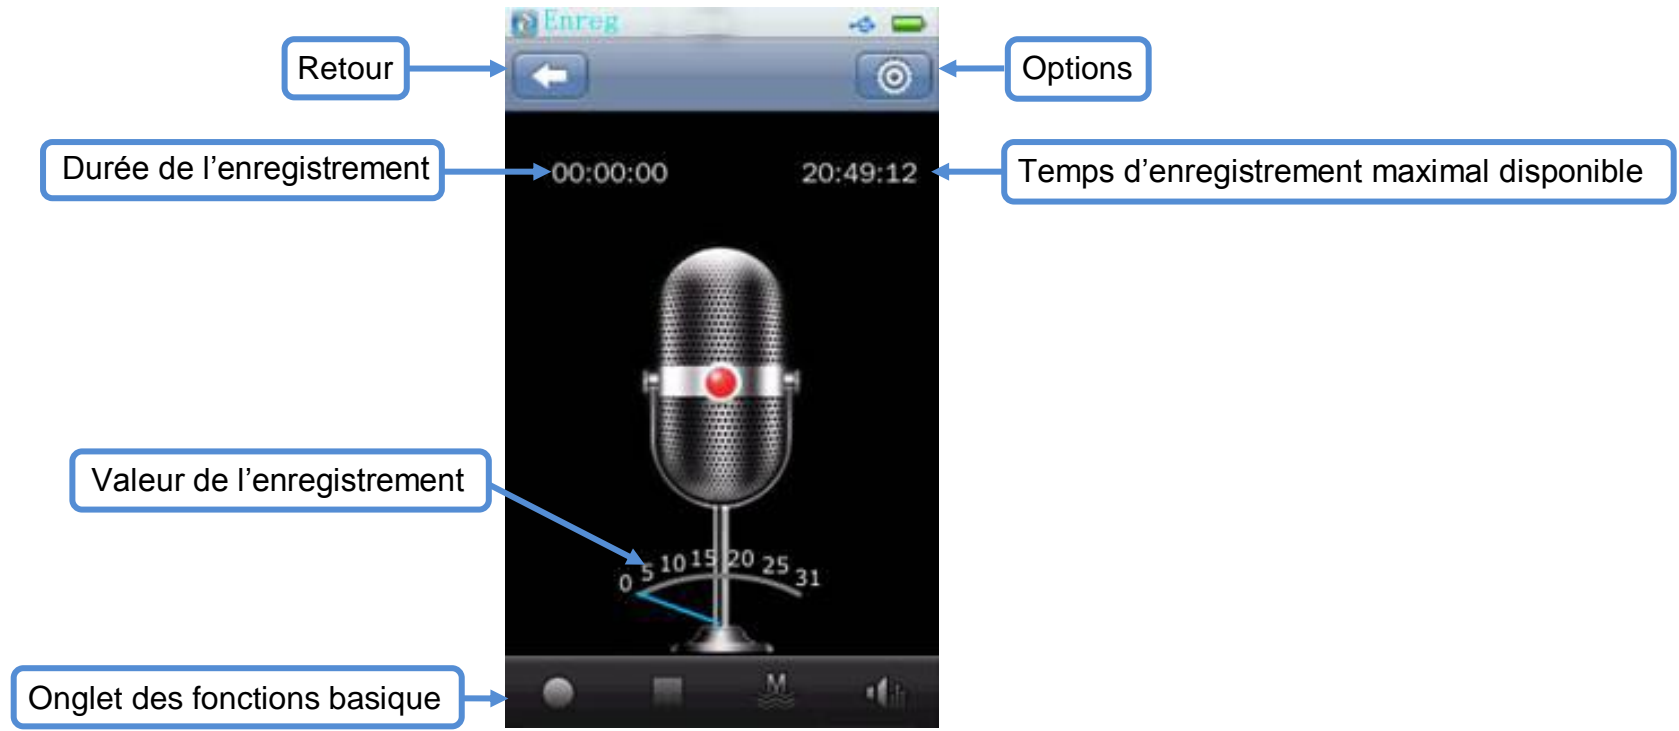 Enreg
Retour
Options
Durée de l’enregistrement
00:00:00
20:49:12
Temps d’enregistrement maximal disponible
Valeur de l’enregistrement
0 5 10 15 20 25 31
Onglet des fonctions basique
M